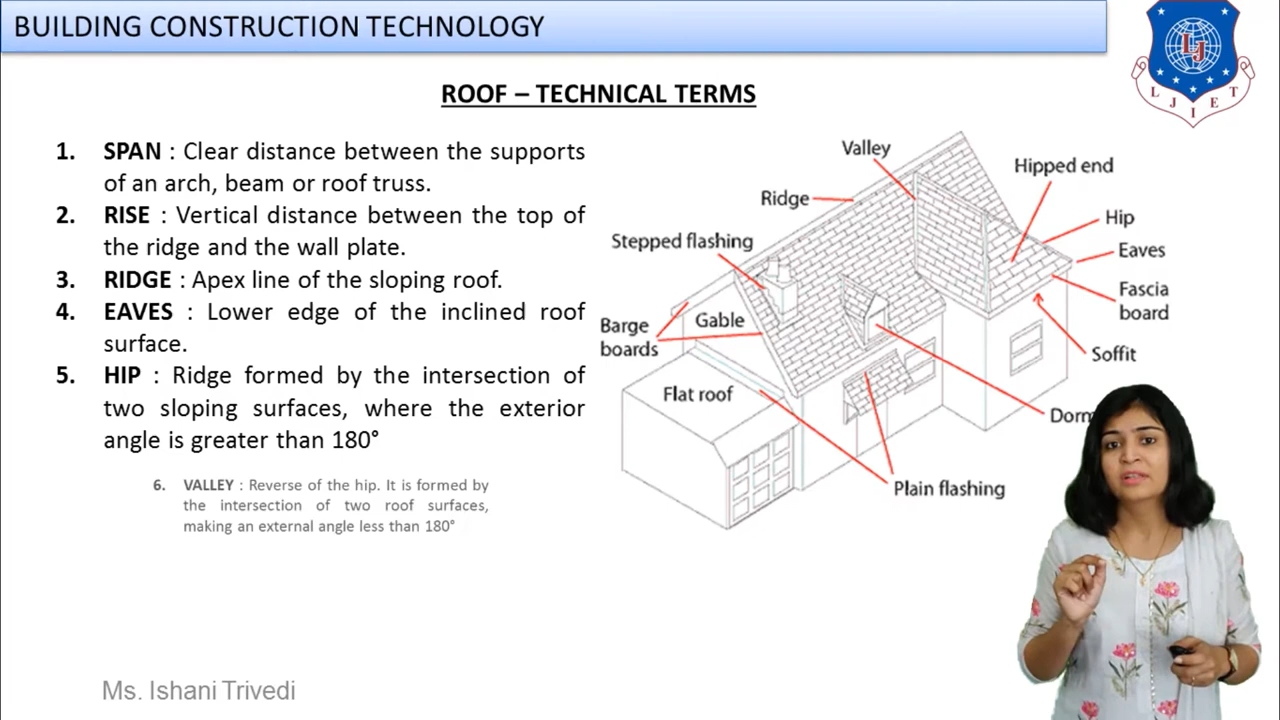 BUILDING CONSTRUCTION TECHNOLOGY
LJIET
ROOF – TECHNICAL TERMS
1. SPAN : Clear distance between the supports
of an arch, beam or roof truss.
2. RISE : Vertical distance between the top of
the ridge and the wall plate.
3. RIDGE : Apex line of the sloping roof.
4. EAVES : Lower edge of the inclined roof
surface.
5. HIP : Ridge formed by the intersection of
two sloping surfaces, where the exterior
angle is greater than 180°
6. VALLEY : Reverse of the hip. It is formed by
the intersection of two roof surfaces,
making an external angle less than 180°
Valley
Hipped end
Ridge
Hip
Stepped flashing
Eaves
Fascia
board
Gable
Barge
boards
Soffit
Flat roof
Dorm
Plain flashing
Ms. Ishani Trivedi